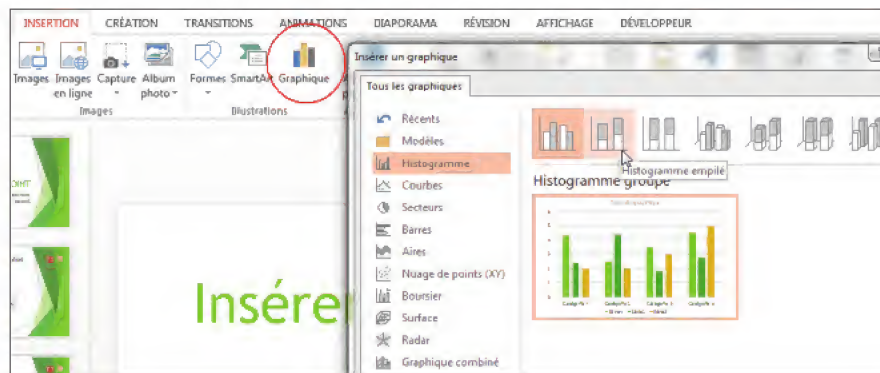 INSERTION CRÉATION TRANSITIONS ANIMATIONS DIAPORAMA RÉVISION AFFICHAGE DÉVELOPPEUR
Images Images en ligne Capture Album photo Formes SmartArt Graphique
Images Illustrations
Insérer un graphique
Tous les graphiques
Récents
Modèles
Histogramme
Courbes
Secteurs
Barres
Aires
Nuage de points (XY)
Boursier
Surface
Radar
Graphique combiné
Histogramme empilé
Histogramme groupé
Insére